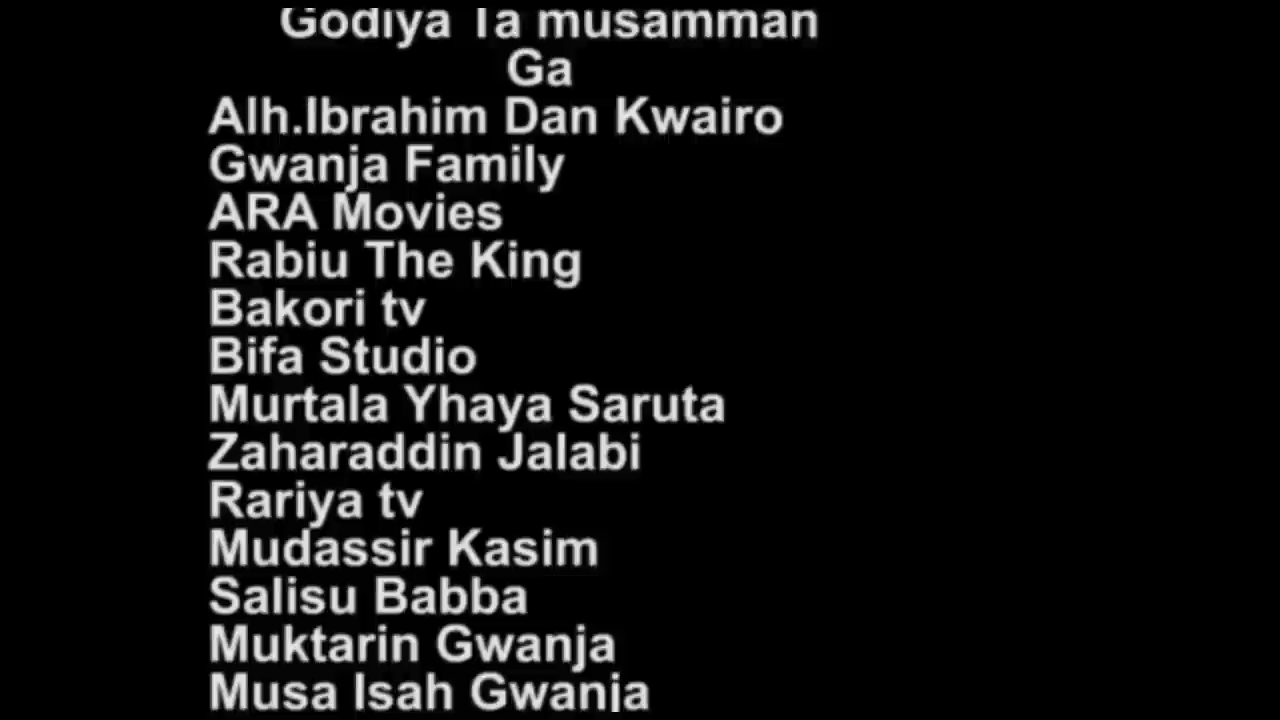 Godiya Ta musamman
Ga
Alh.Ibrahim Dan Kwairo
Gwanja Family
ARA Movies
Rabiu The King
Bakori tv
Bifa Studio
Murtala Yhaya Saruta
Zaharaddin Jalabi
Rariya tv
Mudassir Kasim
Salisu Babba
Muktarin Gwanja
Musa Isah Gwanja